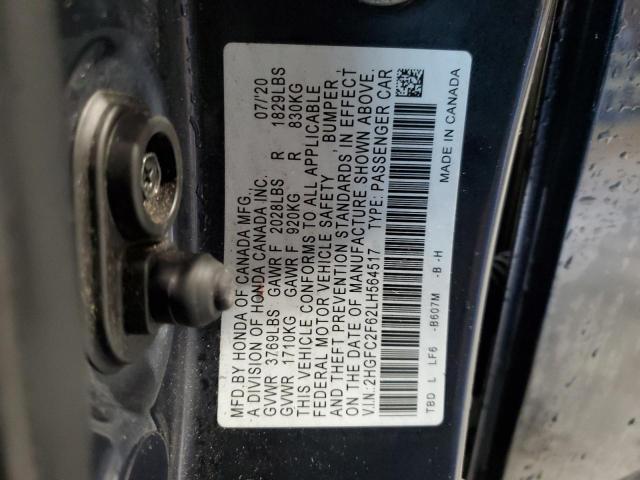 MFD.BY HONDA OF CANADA MFG. 07/20
A DIVISION OF HONDA CANADA INC.
GVWR 3769LBS GAWR F 2028LBS R 1829LBS
GVWR 1710KG GAWR F 920KG R 830KG
THIS VEHICLE CONFORMS TO ALL APPLICABLE
FEDERAL MOTOR VEHICLE SAFETY, BUMPER,
AND THEFT PREVENTION STANDARDS IN EFFECT
ON THE DATE OF MANUFACTURE SHOWN ABOVE.
V.I.N.:2HGFC2F62LH564517 TYPE:PASSENGER CAR
TBD L LF6 -B607M -B -H MADE IN CANADA